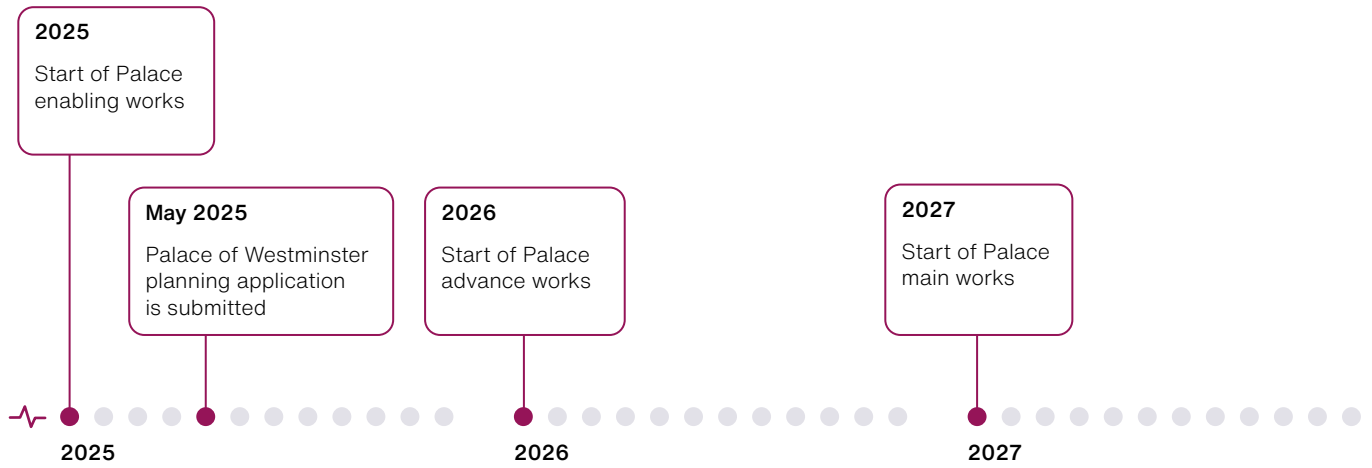 2025
Start of Palace
enabling works
May 2025
Palace of Westminster
planning application
is submitted
2026
Start of Palace
advance works
2027
Start of Palace
main works
2025
2026
2027